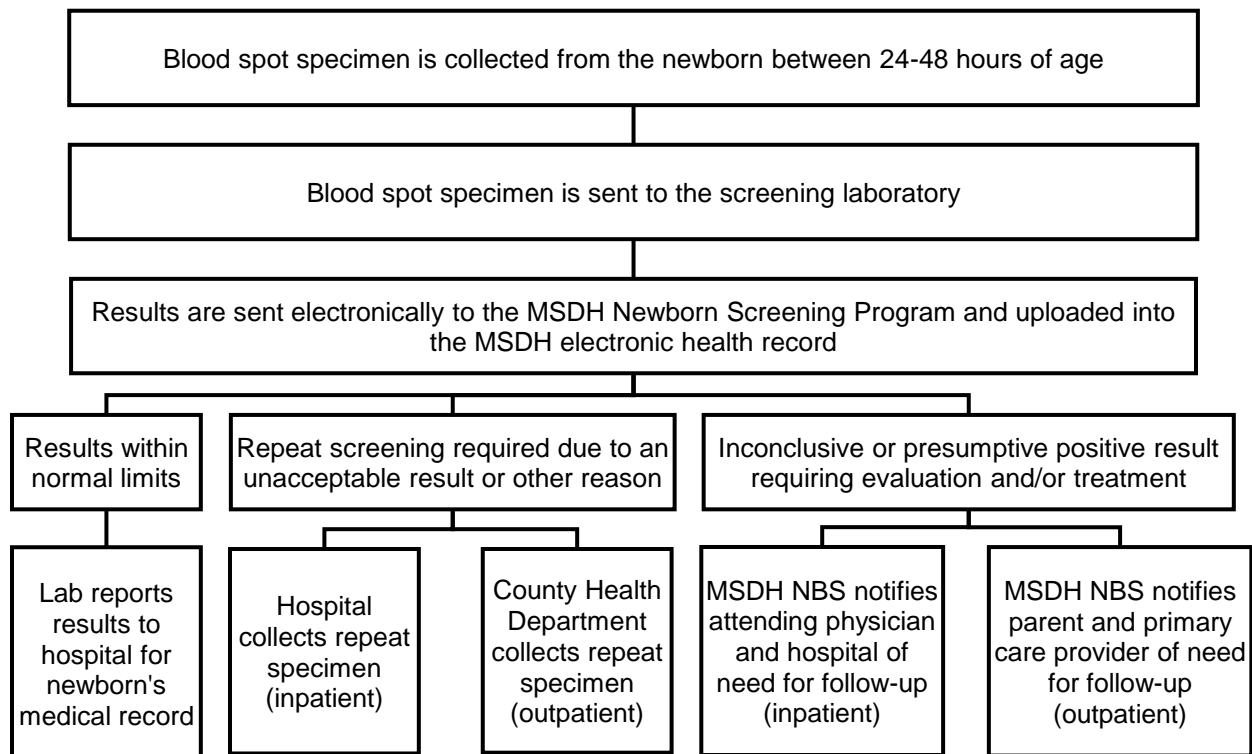 Blood spot specimen is collected from the newborn between 24-48 hours of age
Blood spot specimen is sent to the screening laboratory
Results are sent electronically to the MSDH Newborn Screening Program and uploaded into
the MSDH electronic health record
Results within
normal limits
Repeat screening required due to an
unacceptable result or other reason
Inconclusive or presumptive positive result
requiring evaluation and/or treatment
Lab reports
results to
hospital for
newborn's
medical record
Hospital
collects repeat
specimen
(inpatient)
County Health
Department
collects repeat
specimen
(outpatient)
MSDH NBS notifies
attending physician
and hospital of
need for follow-up
(inpatient)
MSDH NBS notifies
parent and primary
care provider of need
for follow-up
(outpatient)